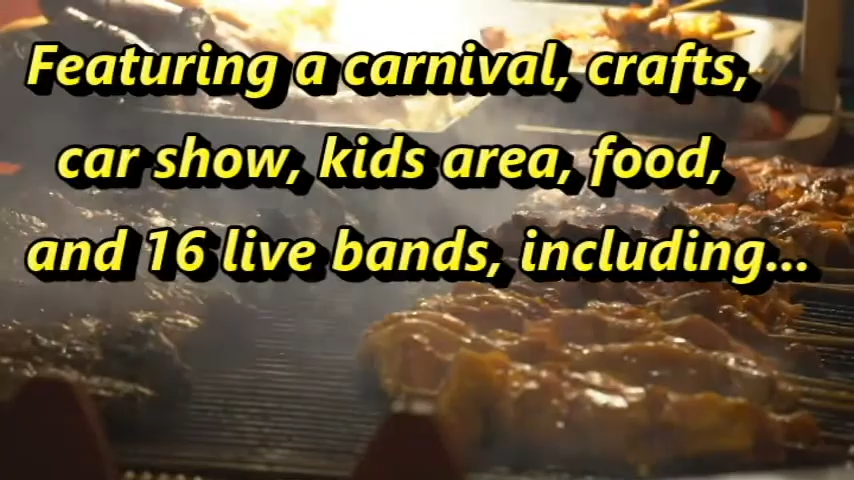 Featuring a carnival, crafts,
car show, kids area, food,
and 16 live bands, including...